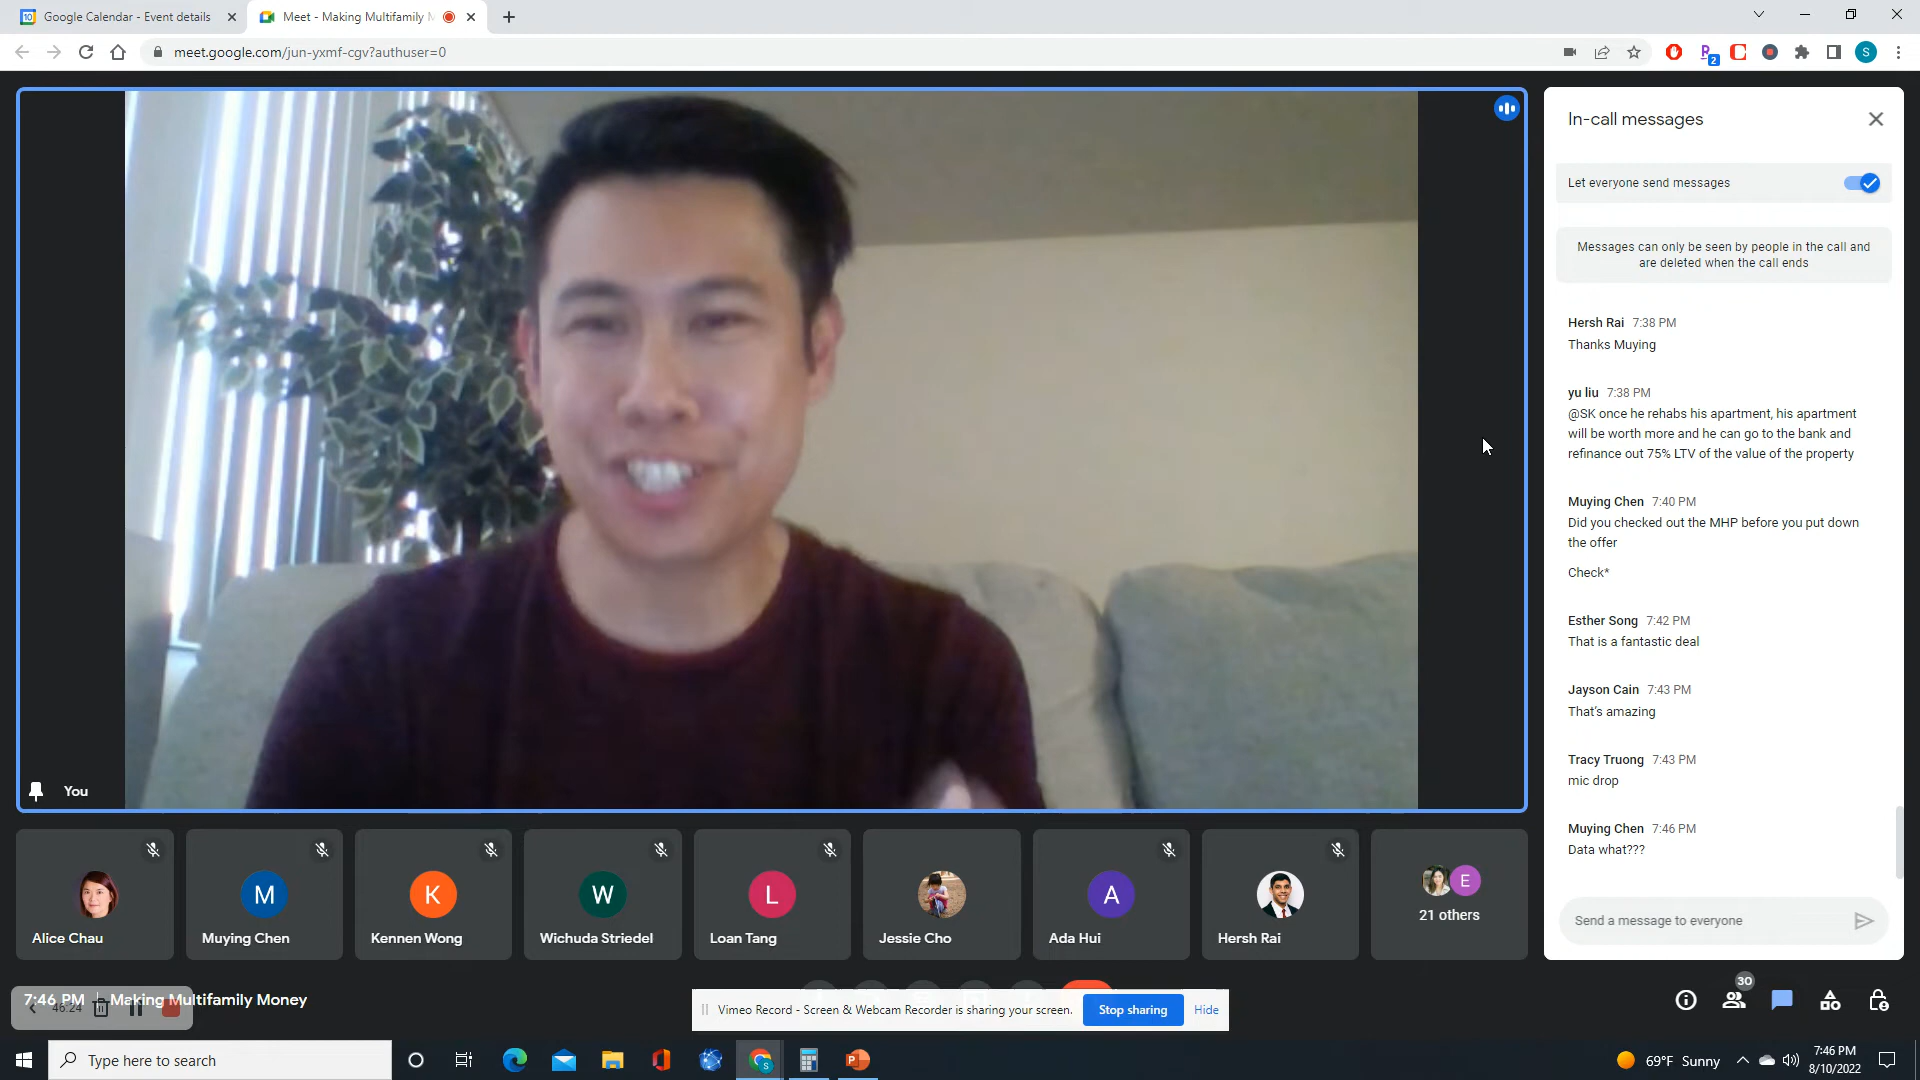 Google Calendar - Event details
Meet - Making Multifamily M
meet.google.com/jun-yxmf-cgv?authuser=0
2
S
In-call messages
Let everyone send messages
Messages can only be seen by people in the call and
are deleted when the call ends
Hersh Rai 7:38 PM
Thanks Muying
yu liu 7:38 PM
@SK once he rehabs his apartment, his apartment
will be worth more and he can go to the bank and
refinance out 75% LTV of the value of the property
Muying Chen 7:40 PM
Did you checked out the MHP before you put down
the offer
Check*
Esther Song 7:42 PM
That is a fantastic deal
Jayson Cain 7:43 PM
That's amazing
Tracy Truong 7:43 PM
mic drop
Muying Chen 7:46 PM
Data what???
Send a message to everyone
You
M
K
W
L
A
E
21 others
Alice Chau
Muying Chen
Kennen Wong
Wichuda Striedel
Loan Tang
Jessie Cho
Ada Hui
Hersh Rai
7:46 PM | Making Multifamily Money
46:24
Vimeo Record - Screen & Webcam Recorder is sharing your screen.
Stop sharing
Hide
30
Type here to search
69°F Sunny
7:46 PM
8/10/2022